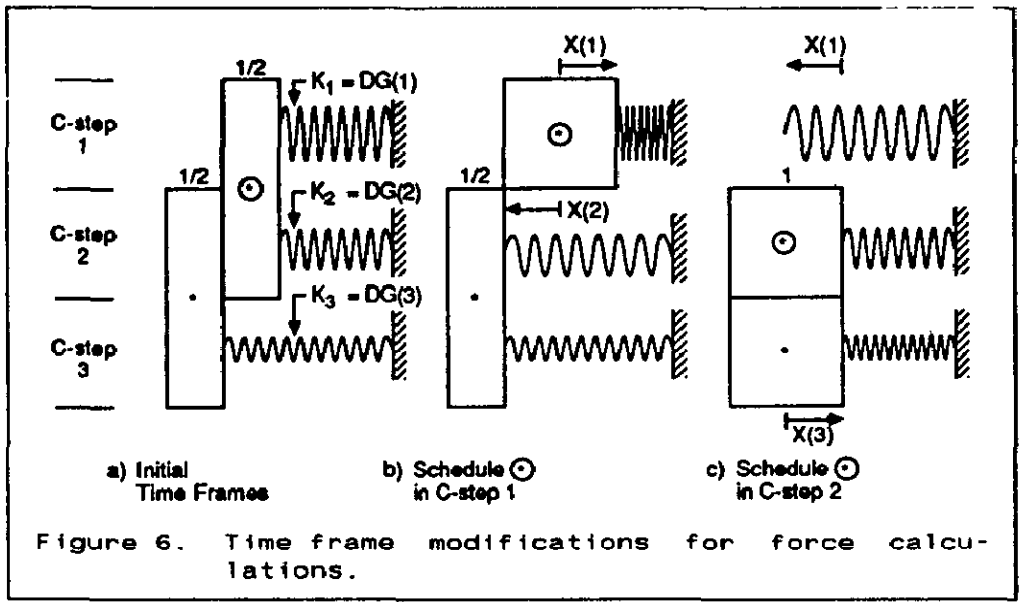 X(1)
X(1)
1/2
K₁ = DG(1)
C-step
1
1/2
1/2
1
K₂ = DG(2)
X(2)
C-step
2
K₃ = DG(3)
C-step
3
X(3)
a) Initial
Time Frames
b) Schedule ⊙
in C-step 1
c) Schedule ⊙
in C-step 2
Figure 6. Time frame modifications for force calcu-
lations.